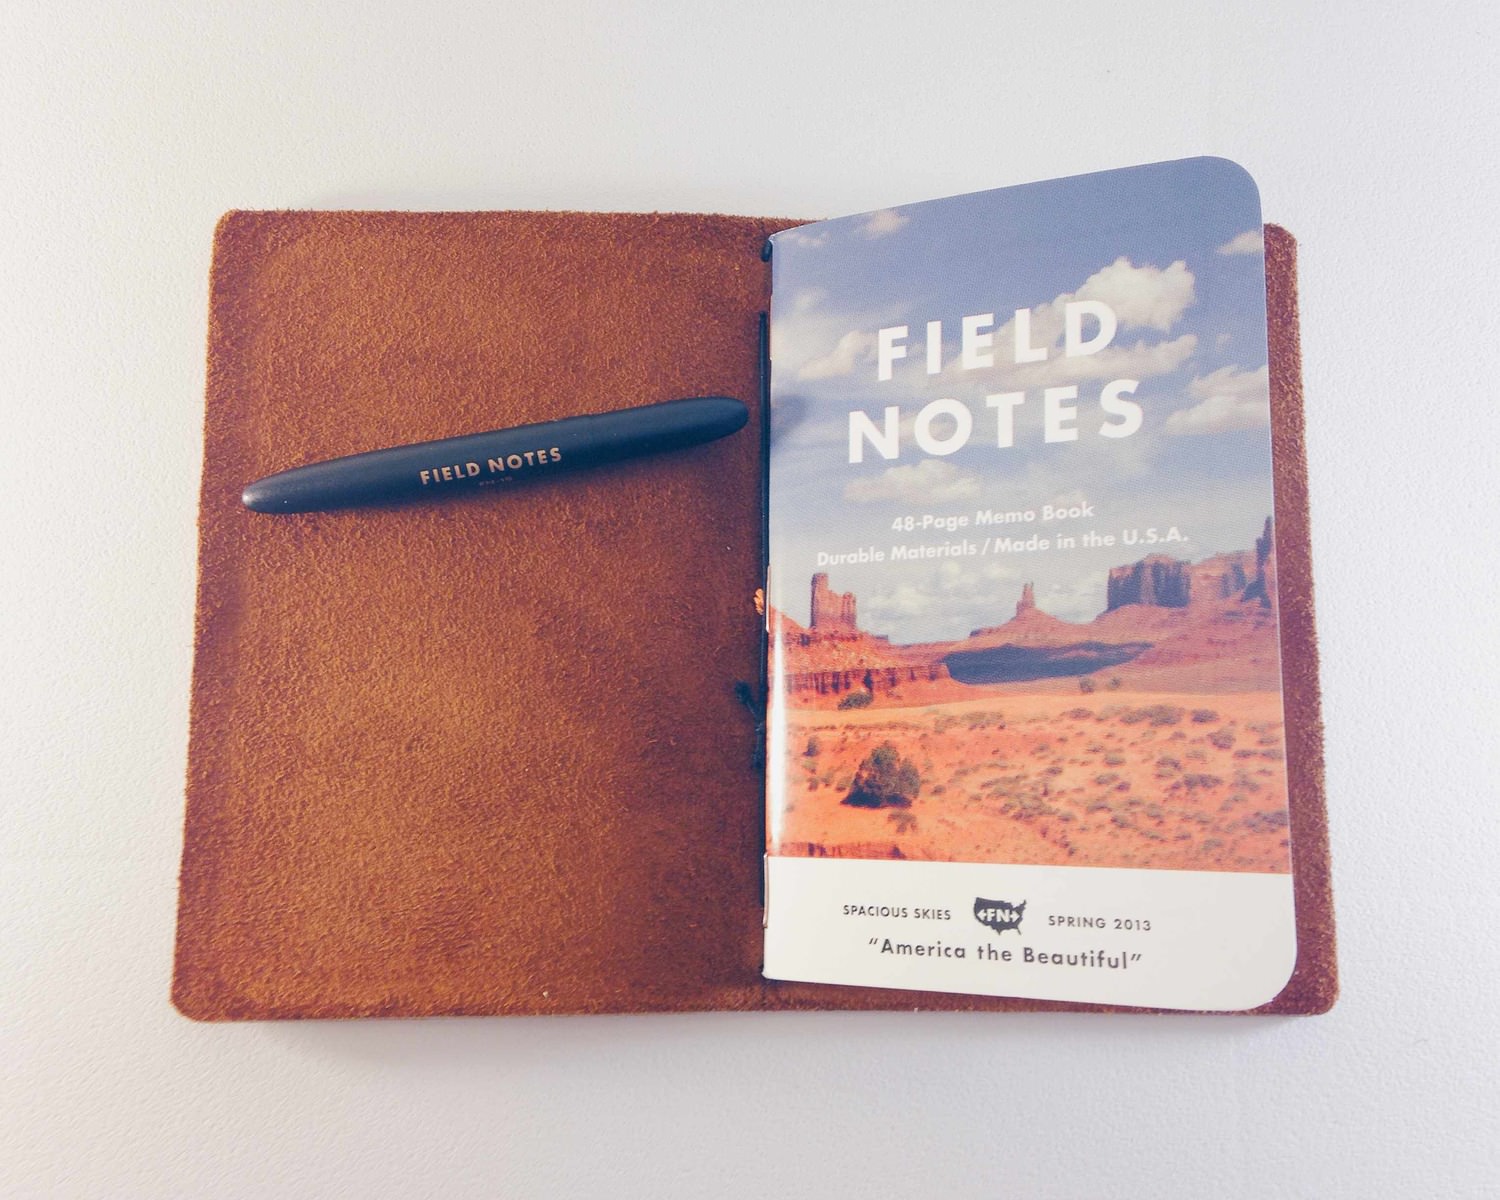 FIELD NOTES
FIELD
NOTES
48-Page Memo Book
Durable Materials / Made in the U.S.A.
SPACIOUS SKIES
FN
SPRING 2013
"America the Beautiful"